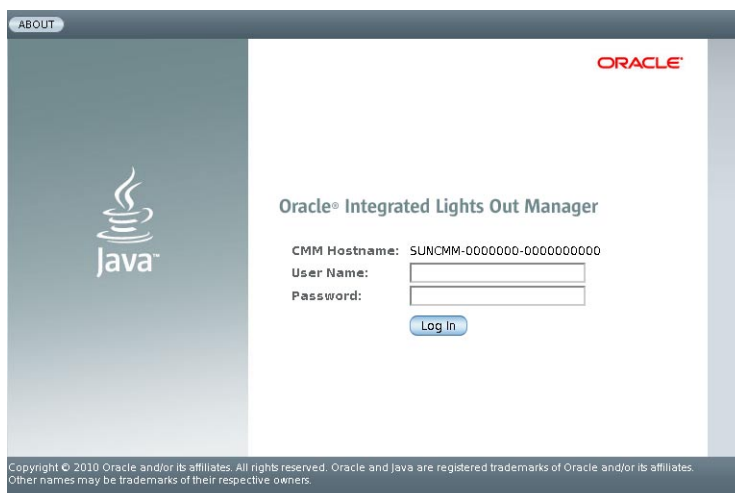 ABOUT
ORACLE
Java™
Oracle® Integrated Lights Out Manager
CMM Hostname: SUNCMM-0000000-0000000000
User Name:
Password:
Log In
Copyright © 2010 Oracle and/or its affiliates. All rights reserved. Oracle and Java are registered trademarks of Oracle and/or its affiliates.
Other names may be trademarks of their respective owners.